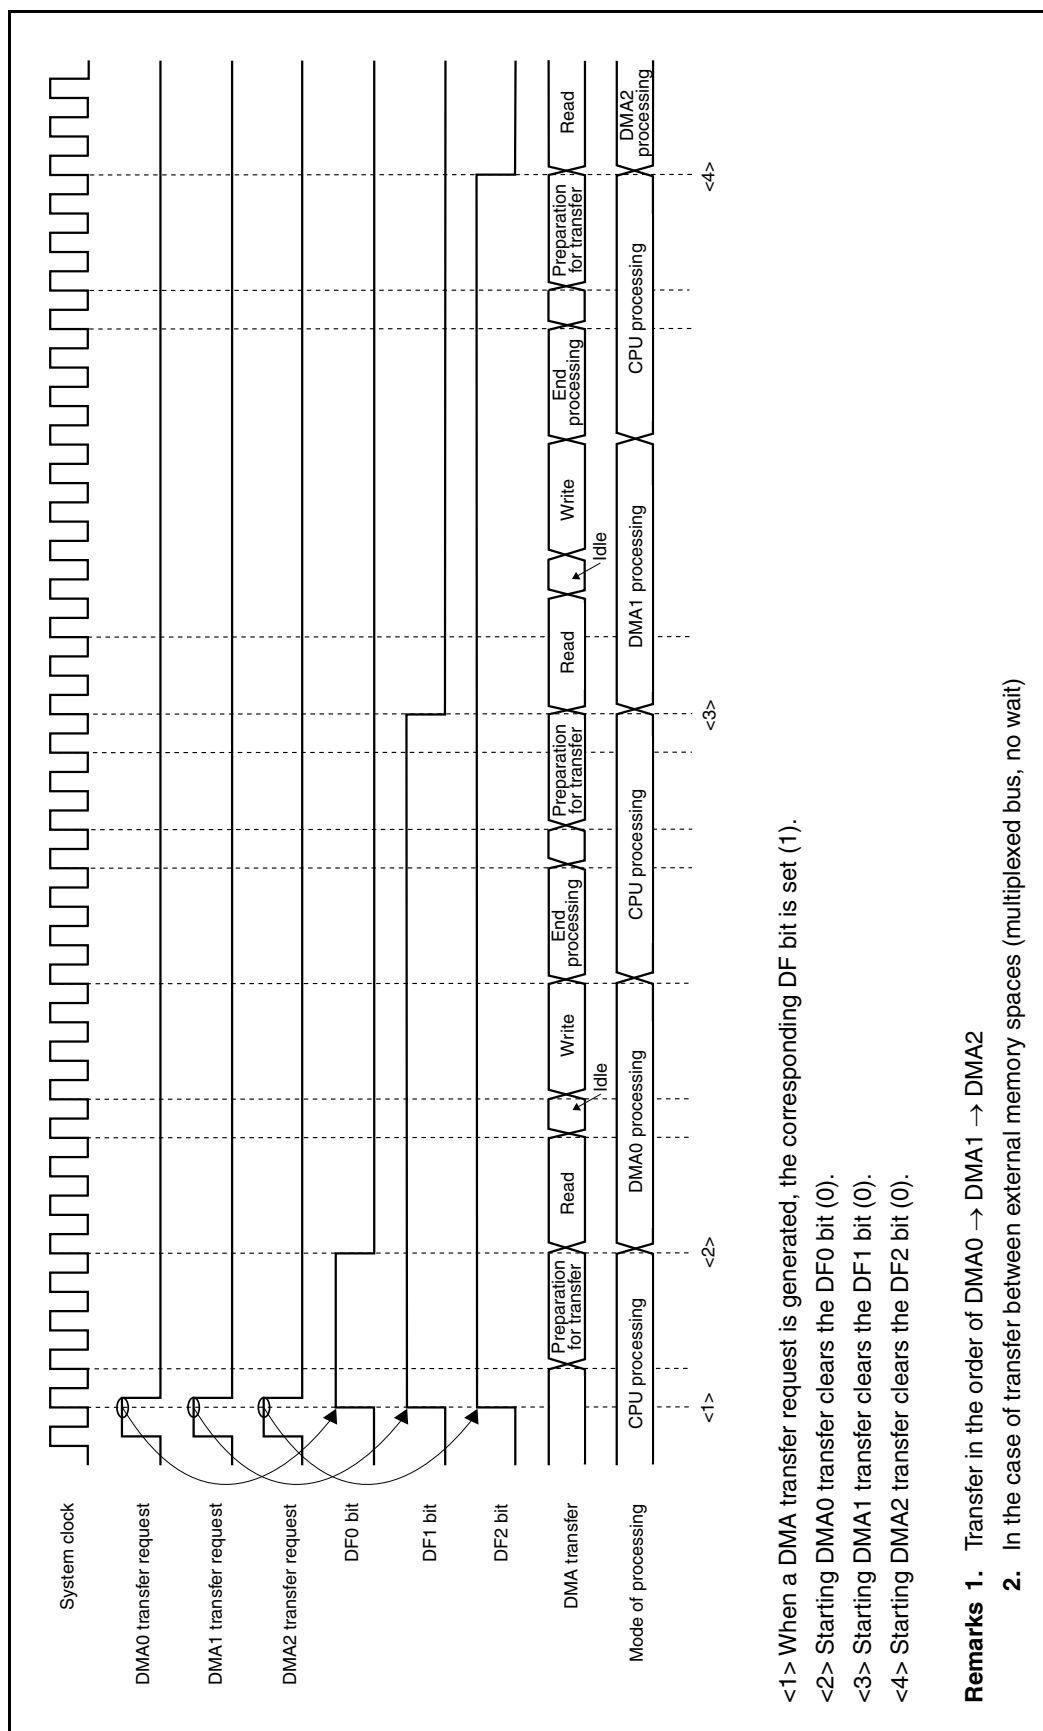 System clock
DMA0 transfer request
DMA1 transfer request
DMA2 transfer request
DF0 bit
DF1 bit
DF2 bit
DMA transfer
Preparation
for transfer
Read
Idle
Write
End
processing
Preparation
for transfer
Read
Idle
Write
End
processing
Preparation
for transfer
Read
Mode of processing
CPU processing
DMA0 processing
CPU processing
DMA1 processing
CPU processing
DMA2
processing
<1>
<2>
<3>
<4>
<1> When a DMA transfer request is generated, the corresponding DF bit is set (1).
<2> Starting DMA0 transfer clears the DF0 bit (0).
<3> Starting DMA1 transfer clears the DF1 bit (0).
<4> Starting DMA2 transfer clears the DF2 bit (0).
Remarks 1. Transfer in the order of DMA0 → DMA1 → DMA2
2. In the case of transfer between external memory spaces (multiplexed bus, no wait)